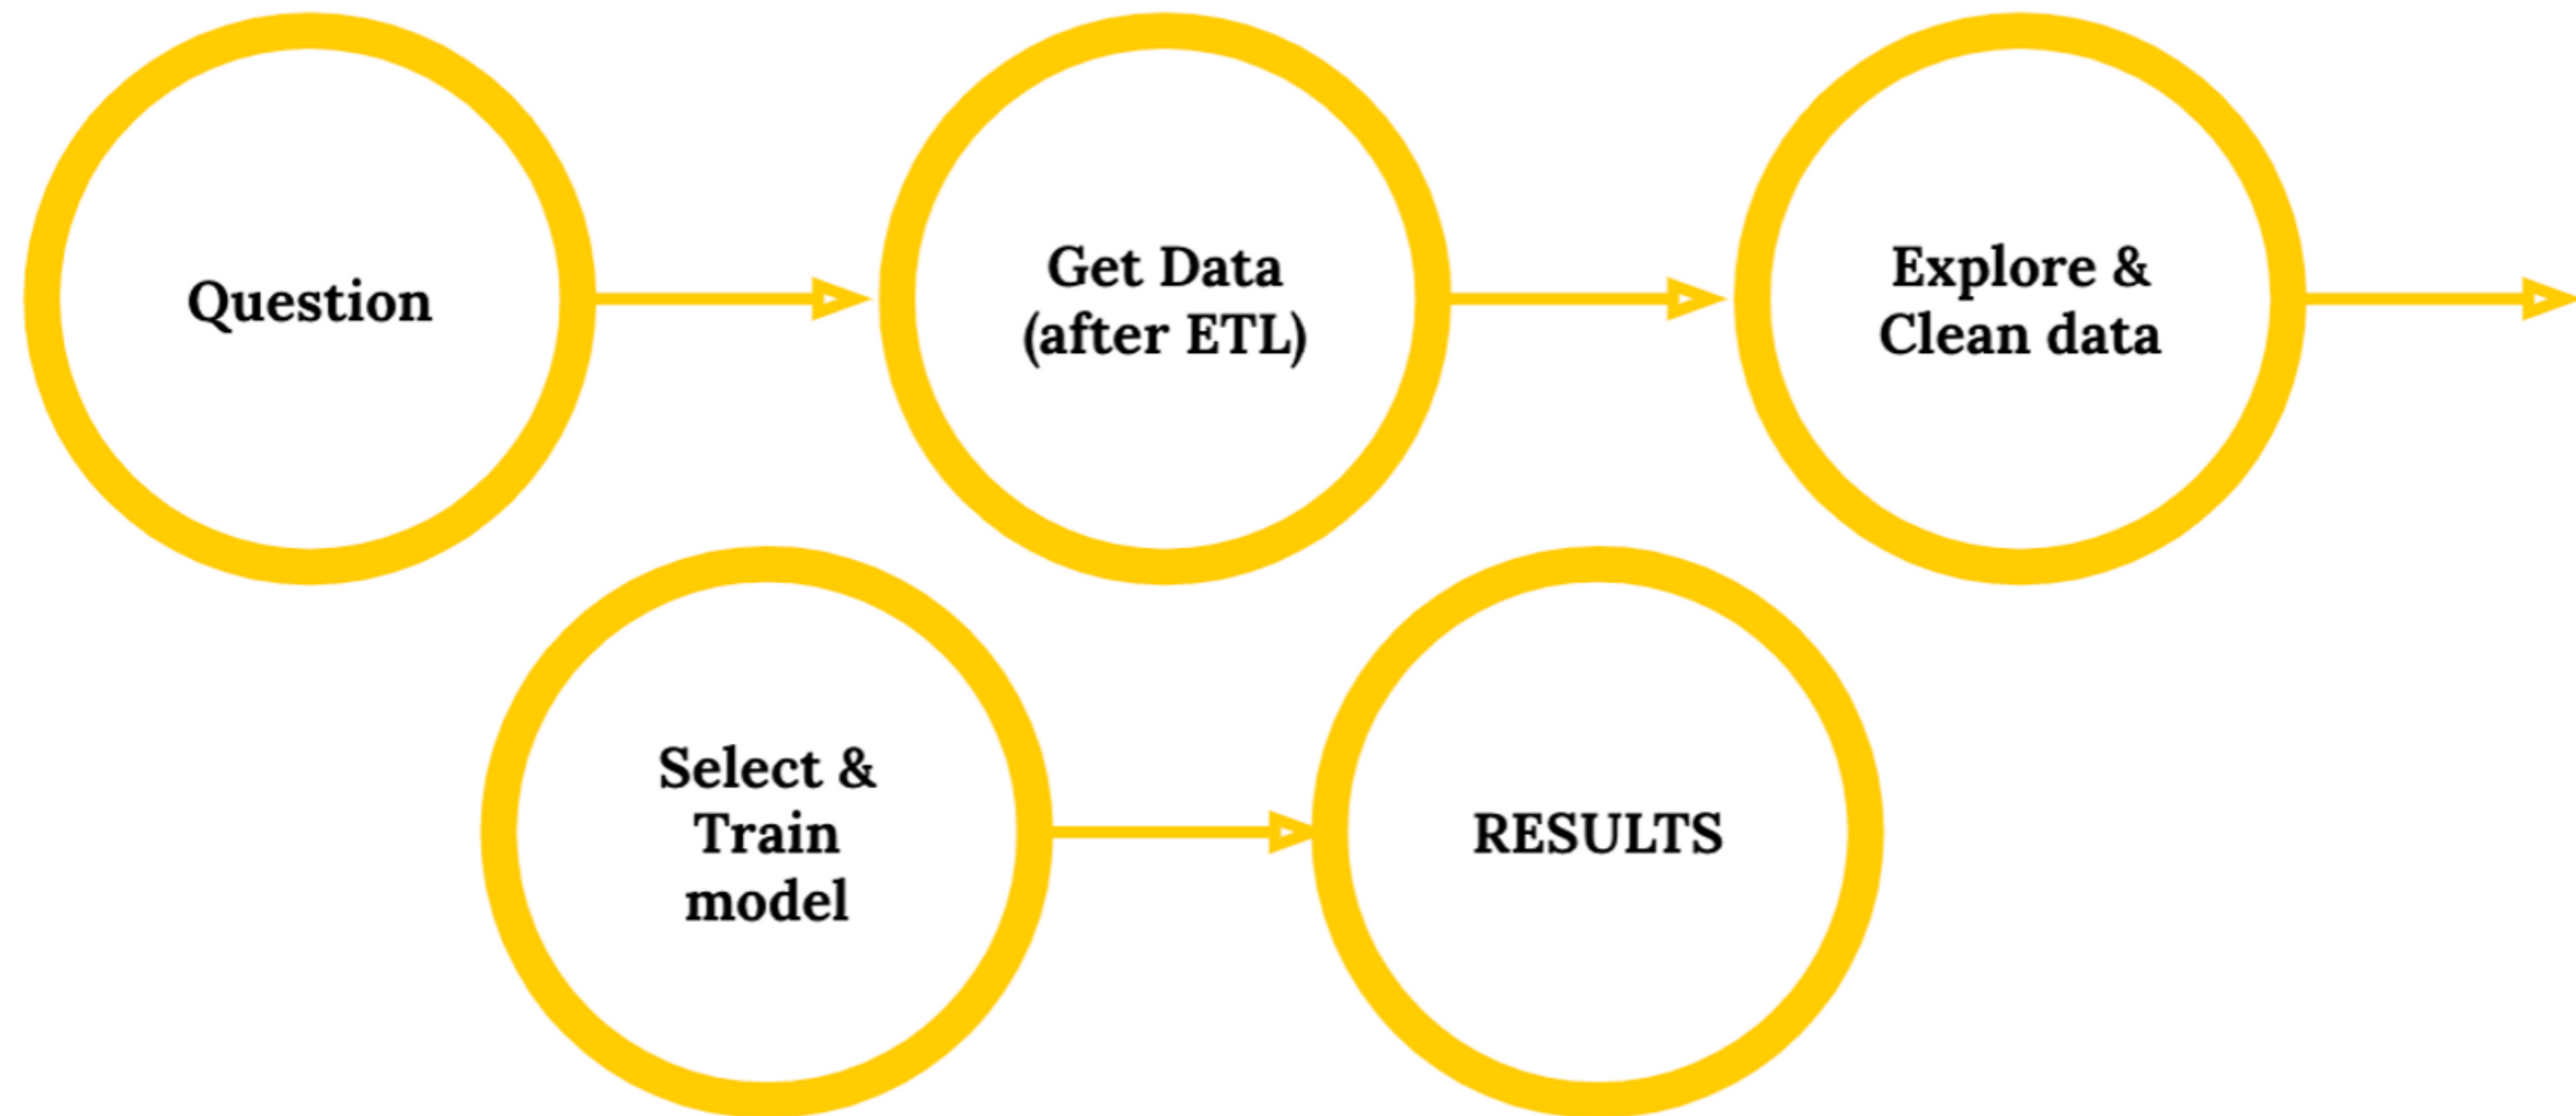 Question
Get Data
(after ETL)
Explore &
Clean data
Select &
Train
model
RESULTS